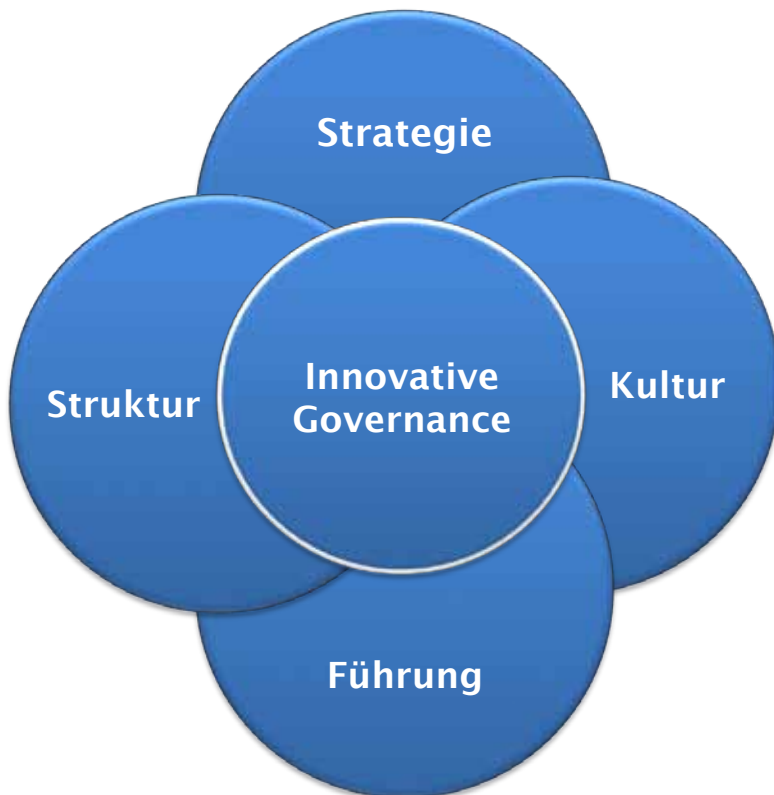 Strategie
Struktur
Innovative
Governance
Kultur
Führung